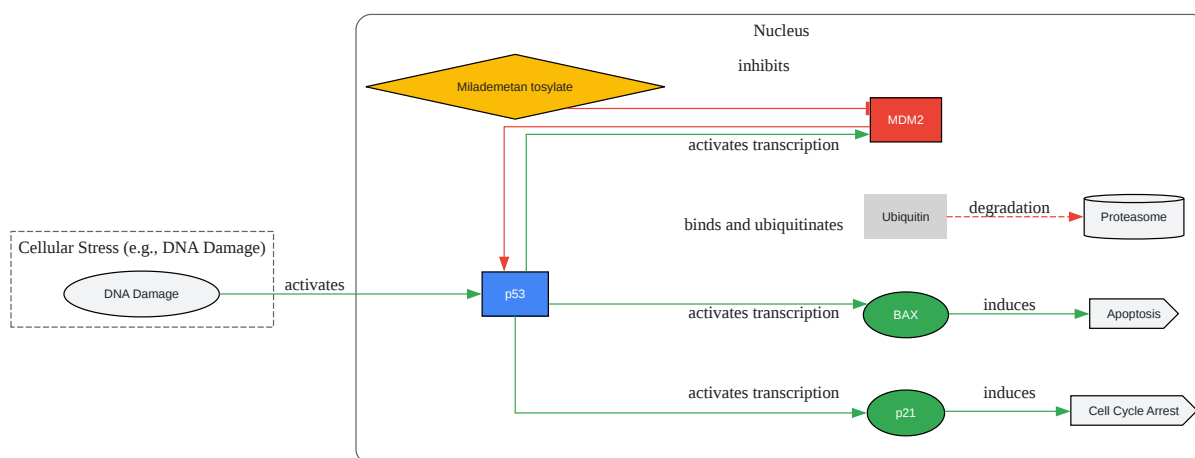 Nucleus
inhibits
Milademetan tosylate
MDM2
activates transcription
Ubiquitin
degradation
Proteasome
binds and ubiquitinates
Cellular Stress (e.g., DNA Damage)
DNA Damage
activates
p53
activates transcription
BAX
induces
Apoptosis
activates transcription
p21
induces
Cell Cycle Arrest